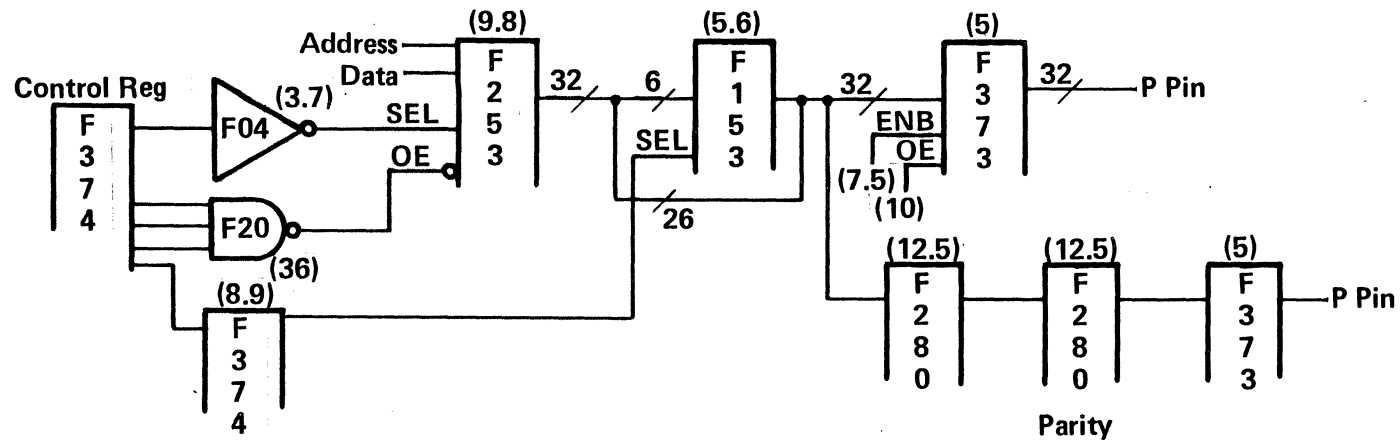 Control Reg
F
3
7
4
F04
(3.7)
F20
(36)
(8.9)
F
3
7
4
Address
Data
SEL
OE
(9.8)
F
2
5
3
32
6
SEL
26
(5.6)
F
1
5
3
32
ENB
OE
(7.5)
(10)
(5)
F
3
7
3
32
P Pin
(12.5)
F
2
8
0
(12.5)
F
2
8
0
(5)
F
3
7
3
P Pin
Parity